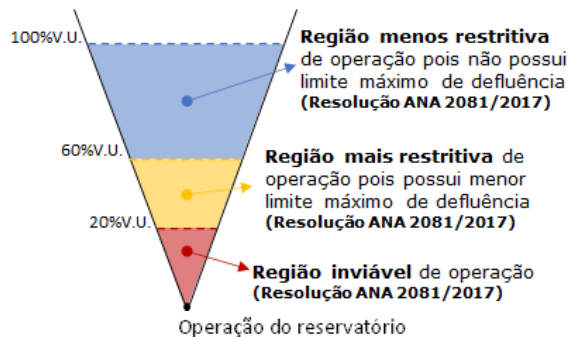 100%V.U.
Região menos restritiva
de operação pois não possui
limite máximo de defluência
(Resolução ANA 2081/2017)
60%V.U.
Região mais restritiva de
operação pois possui menor
limite máximo de defluência
(Resolução ANA 2081/2017)
20%V.U.
Região inviável de operação
(Resolução ANA 2081/2017)
Operação do reservatório